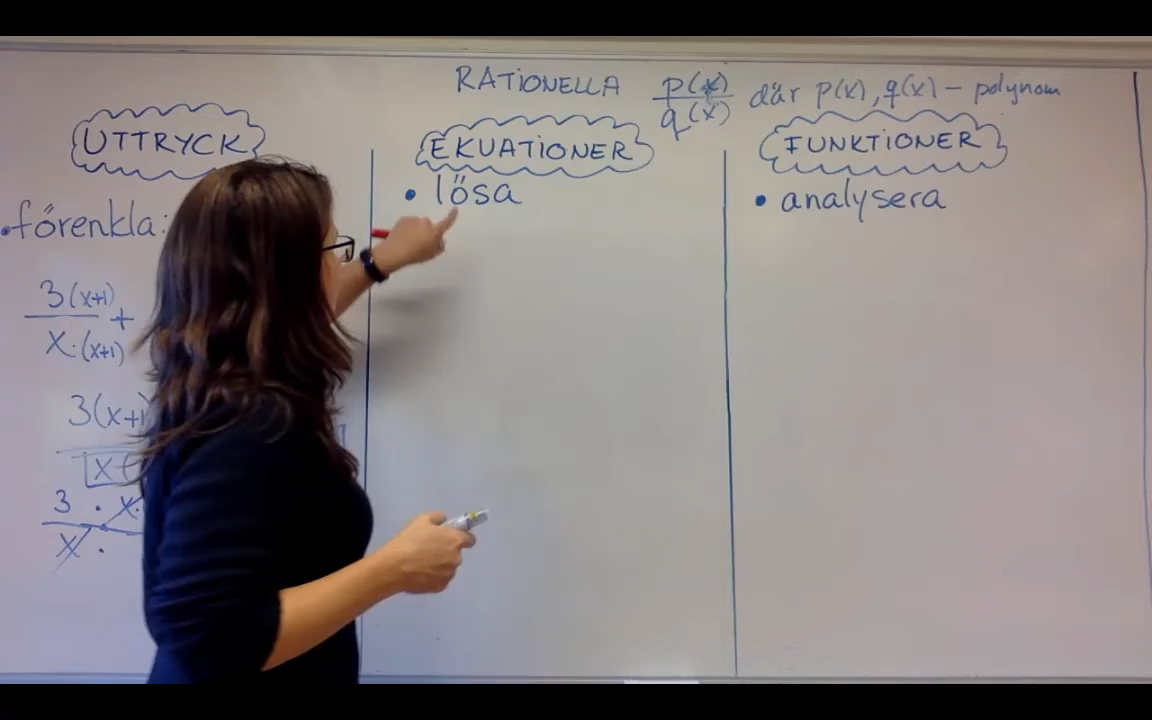 RATIONELLA p(x)/q(x) där p(x), q(x) – polynom
UTTRYCK
• förenkla:
3(x+1)
x·(x+1)
+
3(x+1)
x
3 · x·
x ·
EKUATIONER
• lösa
FUNKTIONER
• analysera